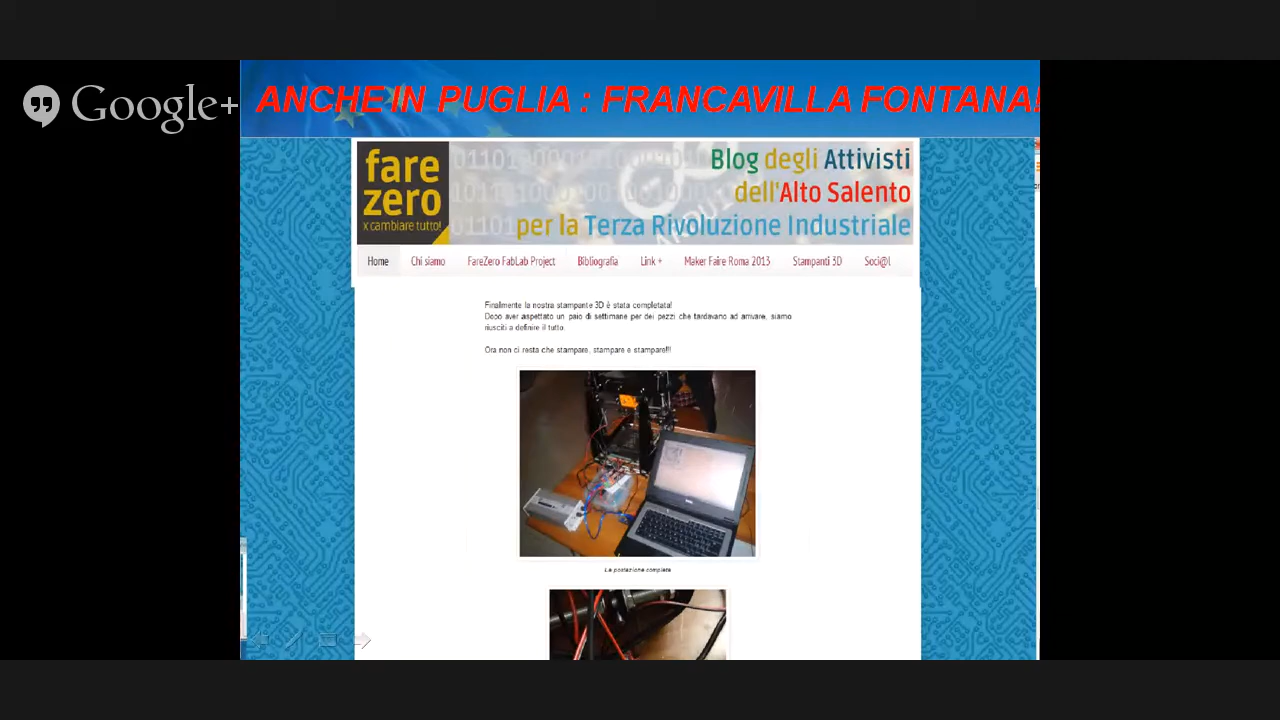 Google+
ANCHE IN PUGLIA : FRANCAVILLA FONTANA!
fare
zero
x cambiare tutto!
Blog degli Attivisti
dell'Alto Salento
per la Terza Rivoluzione Industriale
Home Chi siamo FareZero FabLab Project Bibliografia Link + Maker Faire Roma 2013 Stampanti 3D Soci@l
Finalmente la nostra stampante 3D è stata completata!
Dopo aver aspettato un paio di settimane per dei pezzi che tardavano ad arrivare, siamo
riusciti a definire il tutto.
Ora non ci resta che stampare, stampare e stampare!!!
La postazione completa